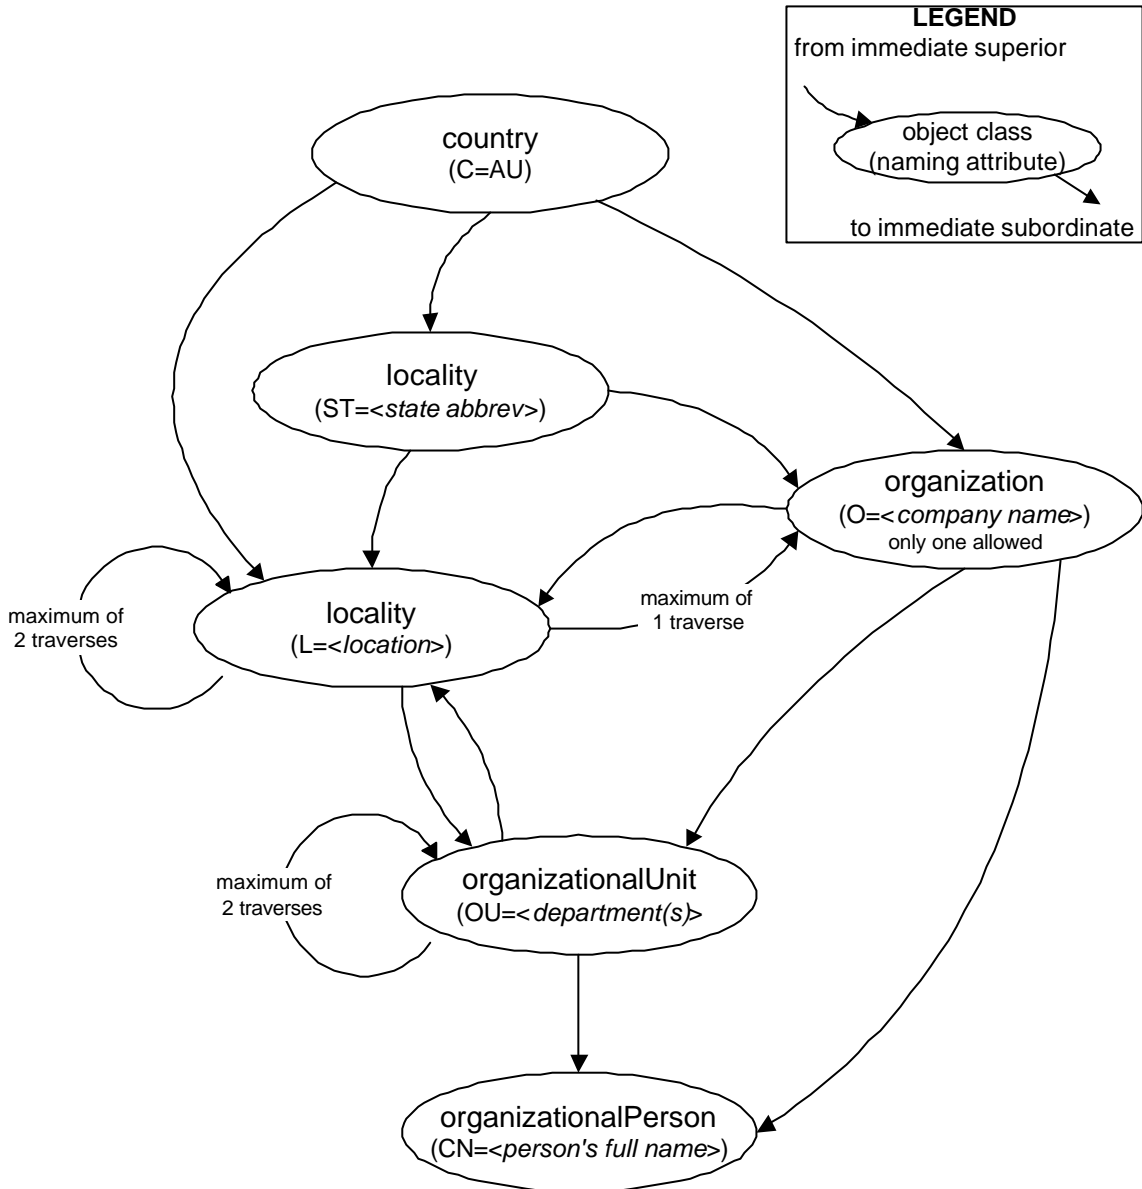 LEGEND
from immediate superior
object class
(naming attribute)
to immediate subordinate
country
(C=AU)
locality
(ST=<state abbrev>)
organization
(O=<company name>)
only one allowed
maximum of
2 traverses
locality
(L=<location>)
maximum of
1 traverse
maximum of
2 traverses
organizationalUnit
(OU=<department(s)>
organizationalPerson
(CN=<person's full name>)